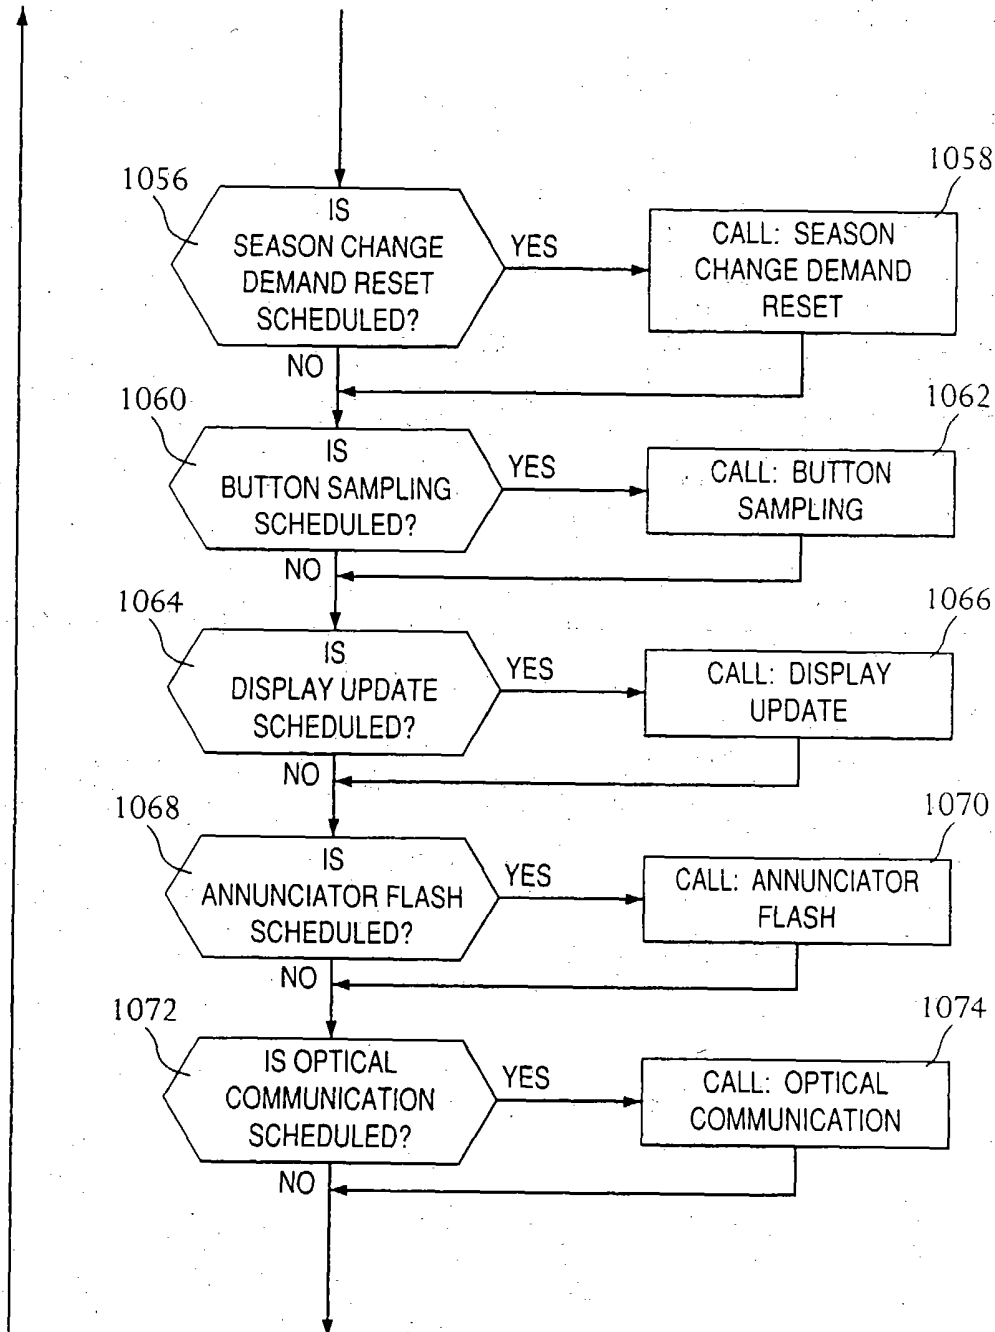 1056
IS
SEASON CHANGE
DEMAND RESET
SCHEDULED?
YES
1058
CALL: SEASON
CHANGE DEMAND
RESET
NO
1060
IS
BUTTON SAMPLING
SCHEDULED?
YES
1062
CALL: BUTTON
SAMPLING
NO
1064
IS
DISPLAY UPDATE
SCHEDULED?
YES
1066
CALL: DISPLAY
UPDATE
NO
1068
IS
ANNUNCIATOR FLASH
SCHEDULED?
YES
1070
CALL: ANNUNCIATOR
FLASH
NO
1072
IS OPTICAL
COMMUNICATION
SCHEDULED?
YES
1074
CALL: OPTICAL
COMMUNICATION
NO